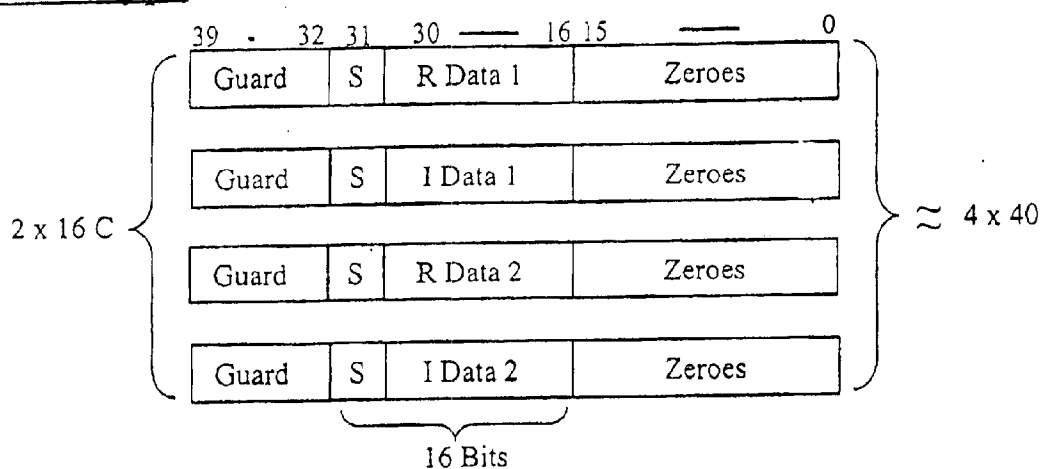 39 - 32 31 30 — 16 15 — 0
Guard S R Data 1 Zeroes
Guard S I Data 1 Zeroes
2 x 16 C ≈ 4 x 40
Guard S R Data 2 Zeroes
Guard S I Data 2 Zeroes
16 Bits